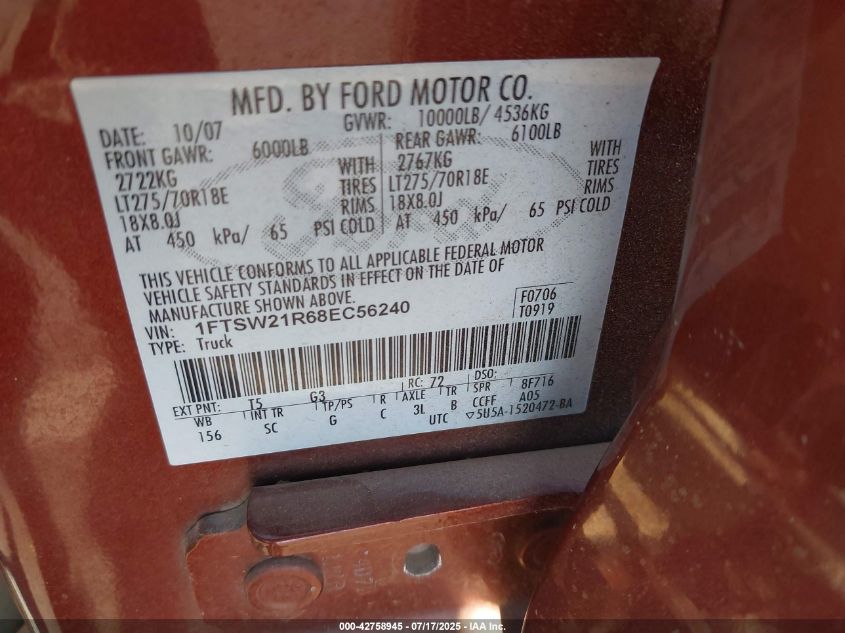 MFD. BY FORD MOTOR CO.
DATE: 10/07 GVWR: 10000LB/ 4536KG
FRONT GAWR: 6000LB REAR GAWR: 6100LB
2722KG WITH 2767KG WITH
LT275/70R18E TIRES LT275/70R18E TIRES
18X8.0J RIMS 18X8.0J RIMS
AT 450 kPa/ 65 PSI COLD AT 450 kPa/ 65 PSI COLD
THIS VEHICLE CONFORMS TO ALL APPLICABLE FEDERAL MOTOR
VEHICLE SAFETY STANDARDS IN EFFECT ON THE DATE OF
MANUFACTURE SHOWN ABOVE.
VIN: 1FTSW21R68EC56240 F0706
TYPE: Truck T0919
EXT PNT: T5 G3 RC: 72 DSO:
WB INT TR TP/PS R AXLE TR SPR 8F716
156 SC G C 3L B CCFF A05
UTC ▽5U5A-1520472-BA
000-42758945 - 07/17/2025 - IAA Inc.